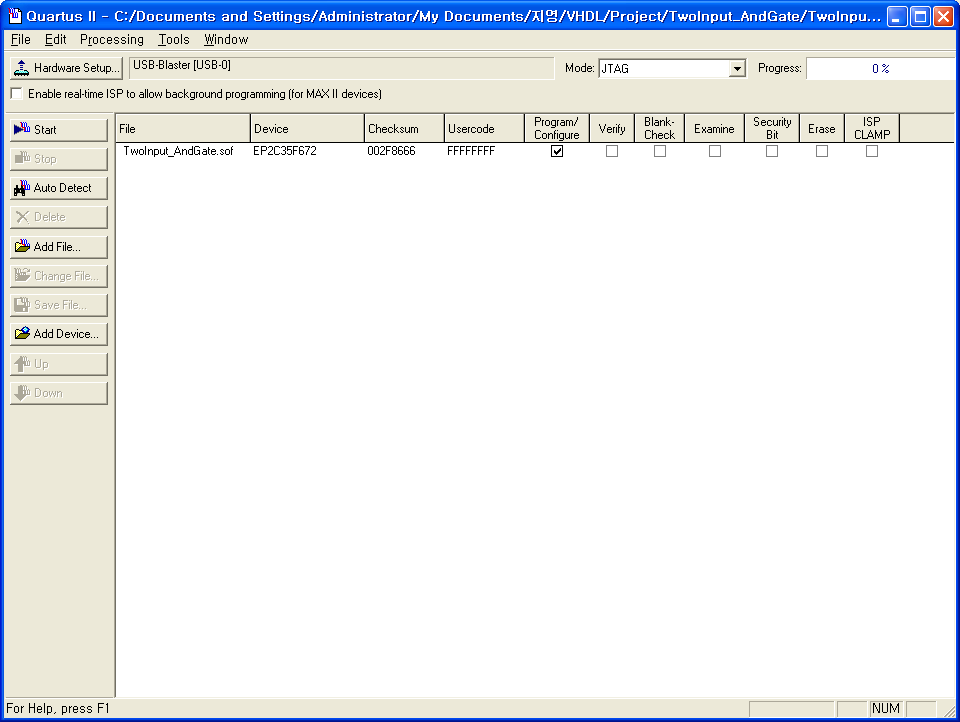 Quartus II - C:/Documents and Settings/Administrator/My Documents/지명/VHDL/Project/TwoInput_AndGate/TwoInpu...
File Edit Processing Tools Window
Hardware Setup... USB-Blaster [USB-0] Mode: JTAG Progress: 0 %
Enable real-time ISP to allow background programming (for MAX II devices)
Start
Stop
Auto Detect
Delete
Add File...
Change File...
Save File...
Add Device...
Up
Down
File Device Checksum Usercode Program/Configure Verify Blank-Check Examine Security Bit Erase ISP CLAMP
TwoInput_AndGate.sof EP2C35F672 002F8666 FFFFFFFF
For Help, press F1 NUM